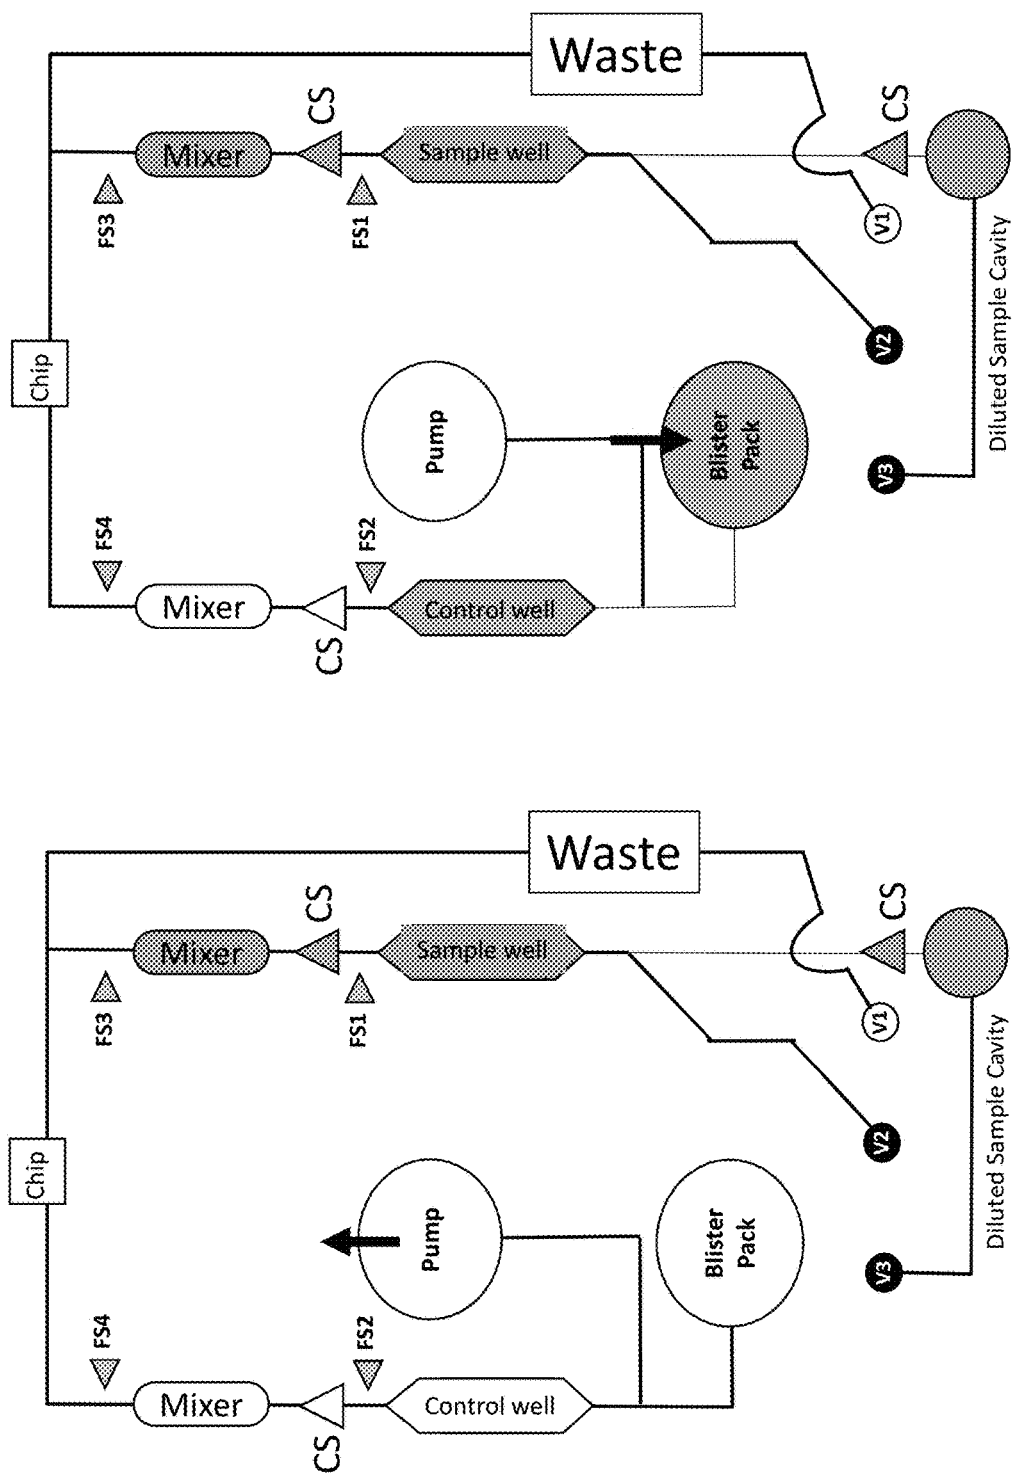 Waste
CS
CS
Mixer
Sample well
FS3
FS1
V1
Chip
V2
Diluted Sample Cavity
Pump
Blister
Pack
V3
FS4
FS2
Mixer
Control well
CS
Waste
CS
CS
Mixer
Sample well
FS3
FS1
V1
Chip
V2
Diluted Sample Cavity
Pump
Blister
Pack
V3
FS4
FS2
Mixer
Control well
CS